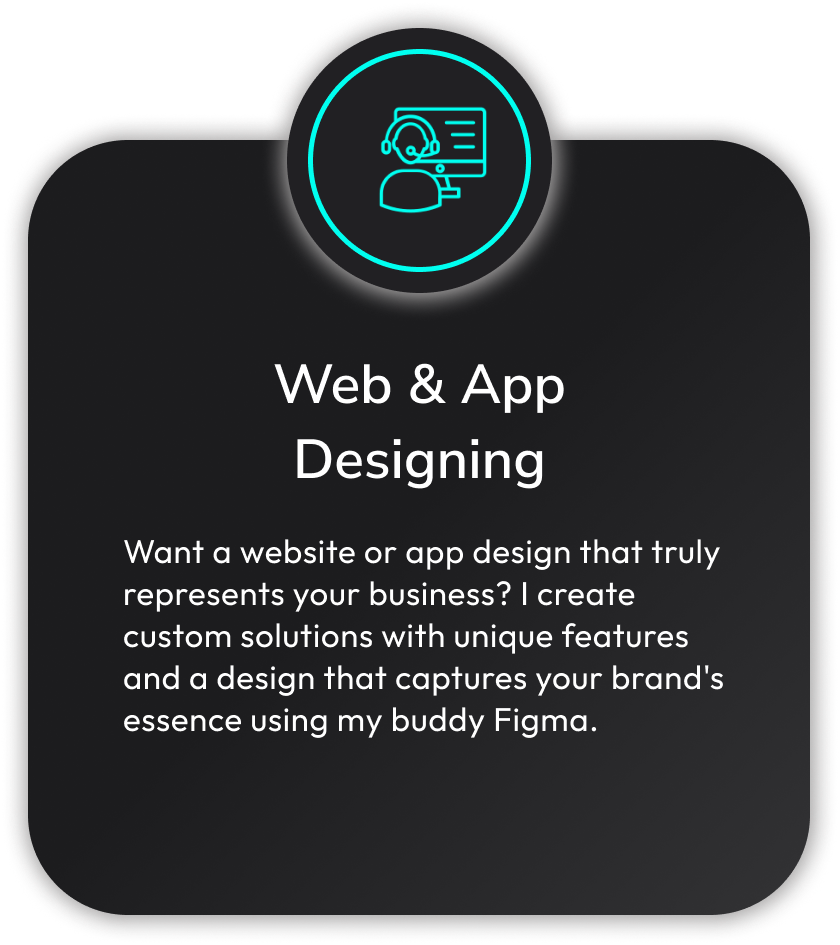 Web & App
Designing
Want a website or app design that truly
represents your business? I create
custom solutions with unique features
and a design that captures your brand's
essence using my buddy Figma.